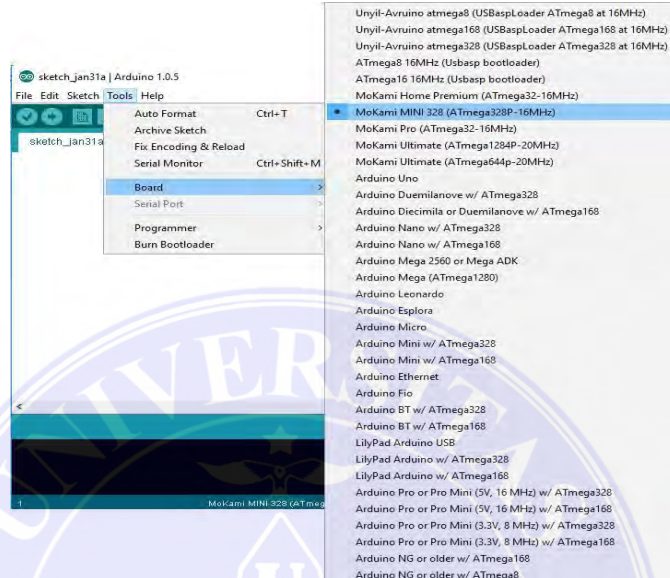 sketch_jan31a | Arduino 1.0.5
File Edit Sketch Tools Help
sketch_jan31a
Auto Format Ctrl+T
Archive Sketch
Fix Encoding & Reload
Serial Monitor Ctrl+Shift+M
Board
Serial Port
Programmer
Burn Bootloader
Unyil-Avruino atmega8 (USBaspLoader ATmega8 at 16MHz)
Unyil-Avruino atmega168 (USBaspLoader ATmega168 at 16MHz)
Unyil-Avruino atmega328 (USBaspLoader ATmega328 at 16MHz)
ATmega8 16MHz (Usbasp bootloader)
ATmega16 16MHz (Usbasp bootloader)
MoKami Home Premium (ATmega32-16MHz)
MoKami MINI 328 (ATmega328P-16MHz)
MoKami Pro (ATmega32-16MHz)
MoKami Ultimate (ATmega1284P-20MHz)
MoKami Ultimate (ATmega644p-20MHz)
Arduino Uno
Arduino Duemilanove w/ ATmega328
Arduino Diecimila or Duemilanove w/ ATmega168
Arduino Nano w/ ATmega328
Arduino Nano w/ ATmega168
Arduino Mega 2560 or Mega ADK
Arduino Mega (ATmega1280)
Arduino Leonardo
Arduino Esplora
Arduino Micro
Arduino Mini w/ ATmega328
Arduino Mini w/ ATmega168
Arduino Ethernet
Arduino Fio
Arduino BT w/ ATmega328
Arduino BT w/ ATmega168
LilyPad Arduino USB
LilyPad Arduino w/ ATmega328
LilyPad Arduino w/ ATmega168
Arduino Pro or Pro Mini (5V, 16 MHz) w/ ATmega328
Arduino Pro or Pro Mini (5V, 16 MHz) w/ ATmega168
Arduino Pro or Pro Mini (3.3V, 8 MHz) w/ ATmega328
Arduino Pro or Pro Mini (3.3V, 8 MHz) w/ ATmega168
Arduino NG or older w/ ATmega168
Arduino NG or older w/ ATmega8
1 MoKami MINI 328 (ATmeg
UNIVERSITAS
U